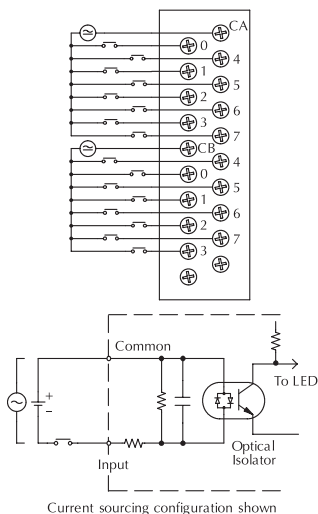 CA
0
4
1
5
2
6
3
7
CB
4
0
5
1
6
2
7
3
Common
+
−
To LED
Optical
Isolator
Input
Current sourcing configuration shown